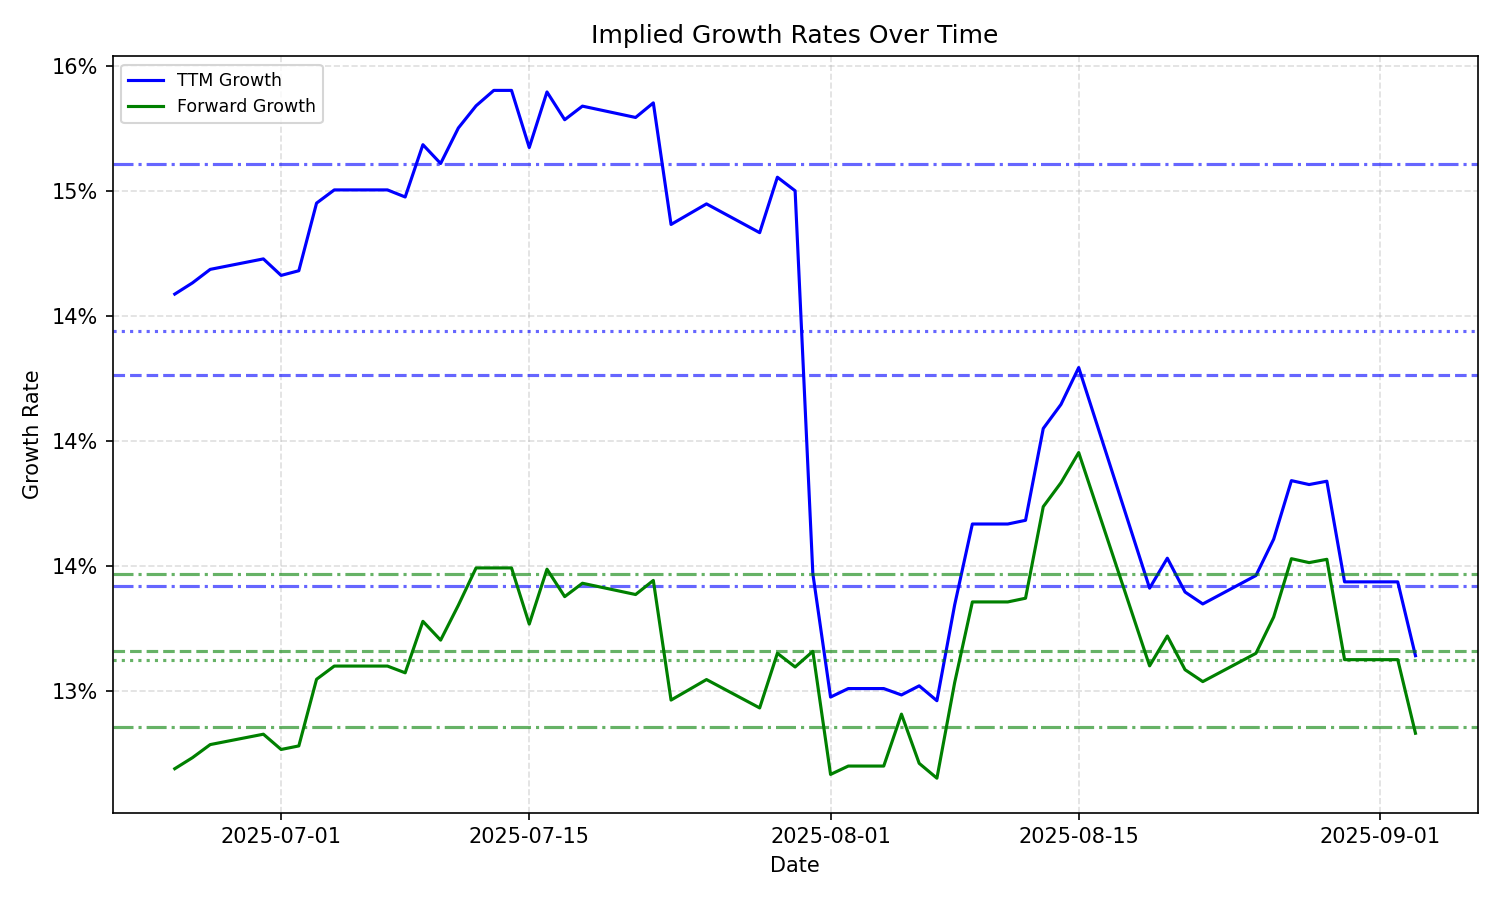 Implied Growth Rates Over Time
TTM Growth
Forward Growth
16%
15%
14%
14%
14%
13%
Growth Rate
2025-07-01
2025-07-15
2025-08-01
2025-08-15
2025-09-01
Date